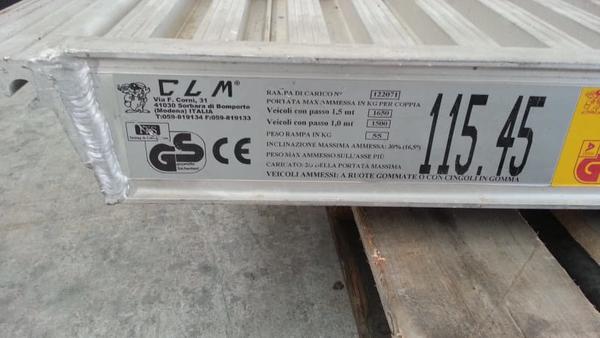 CLM®
Via F. Corni, 31
41030 Sorbara di Bomporto
(Modena) ITALIA
T:059-819134 F:059-819133
GS
geprüfte
Sicherheit
CE
RAMPA DI CARICO N° 122071
PORTATA MAX AMMESSA IN KG PER COPPIA
Veicoli con passo 1,5 mt 1650
Veicoli con passo 1,0 mt 1500
PESO RAMPA IN KG 55
INCLINAZIONE MASSIMA AMMESSA: 30% (16,5°)
PESO MAX AMMESSO SULL'ASSE PIÙ
CARICATO: DELLA PORTATA MASSIMA
VEICOLI AMMESSI: A RUOTE GOMMATE O CON CINGOLI IN GOMMA
115.45
G